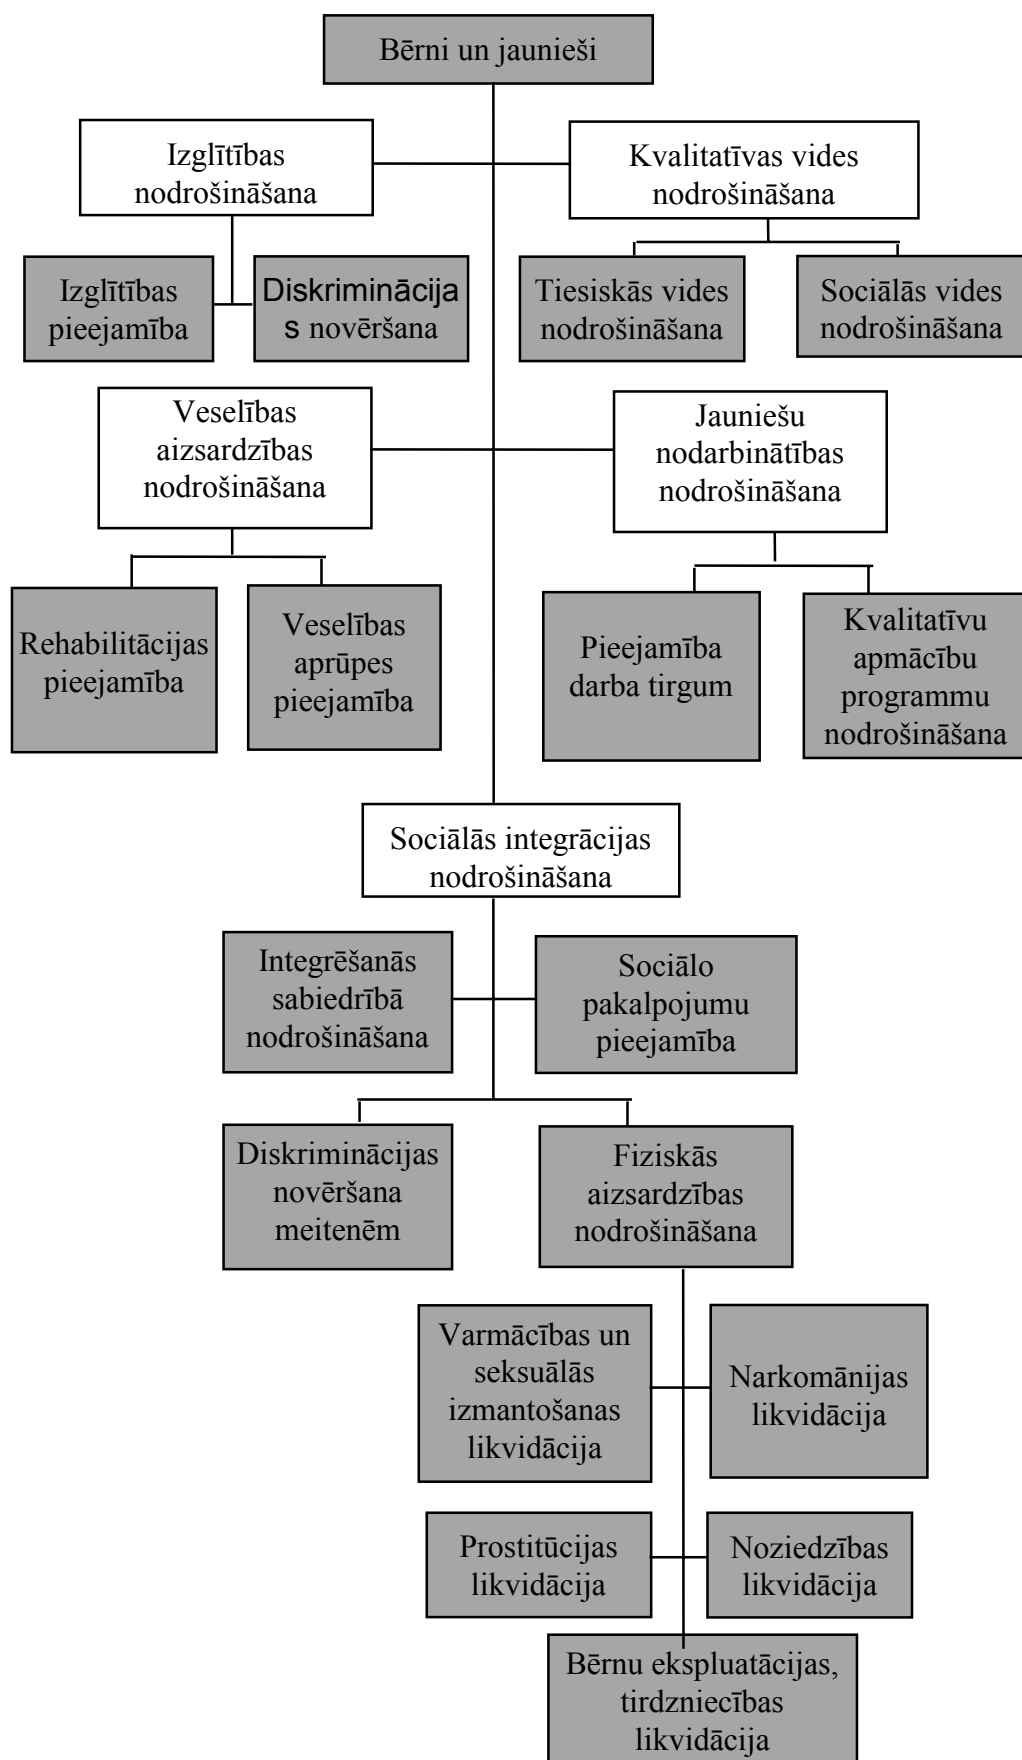 Bērni un jaunieši
Izglītības
nodrošināšana
Kvalitatīvas vides
nodrošināšana
Izglītības
pieejamība
Diskriminācija
s novēršana
Tiesiskās vides
nodrošināšana
Sociālās vides
nodrošināšana
Veselības
aizsardzības
nodrošināšana
Jauniešu
nodarbinātības
nodrošināšana
Rehabilitācijas
pieejamība
Veselības
aprūpes
pieejamība
Pieejamība
darba tirgum
Kvalitatīvu
apmācību
programmu
nodrošināšana
Sociālās integrācijas
nodrošināšana
Integrēšanās
sabiedrībā
nodrošināšana
Sociālo
pakalpojumu
pieejamība
Diskriminācijas
novēršana
meitenēm
Fiziskās
aizsardzības
nodrošināšana
Varmācības un
seksuālās
izmantošanas
likvidācija
Narkomānijas
likvidācija
Prostitūcijas
likvidācija
Noziedzības
likvidācija
Bērnu ekspluatācijas,
tirdzniecības
likvidācija